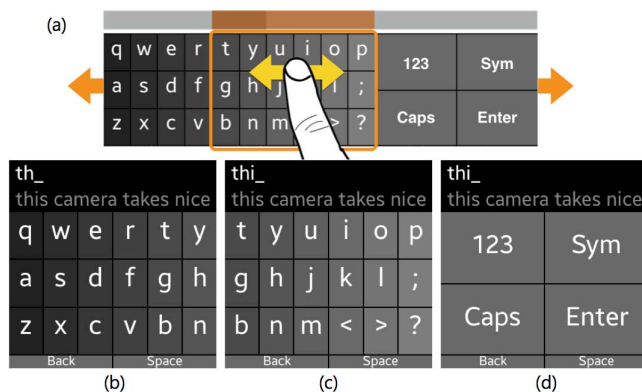 (a)
q w e r t y u i o p
123 Sym
a s d f g h j l ;
z x c v b n m > ?
Caps Enter
th_
this camera takes nice
q w e r t y
a s d f g h
z x c v b n
Back Space
(b)
thi_
this camera takes nice
t y u i o p
g h j k l ;
b n m < > ?
Back Space
(c)
thi_
this camera takes nice
123 Sym
Caps Enter
Back Space
(d)